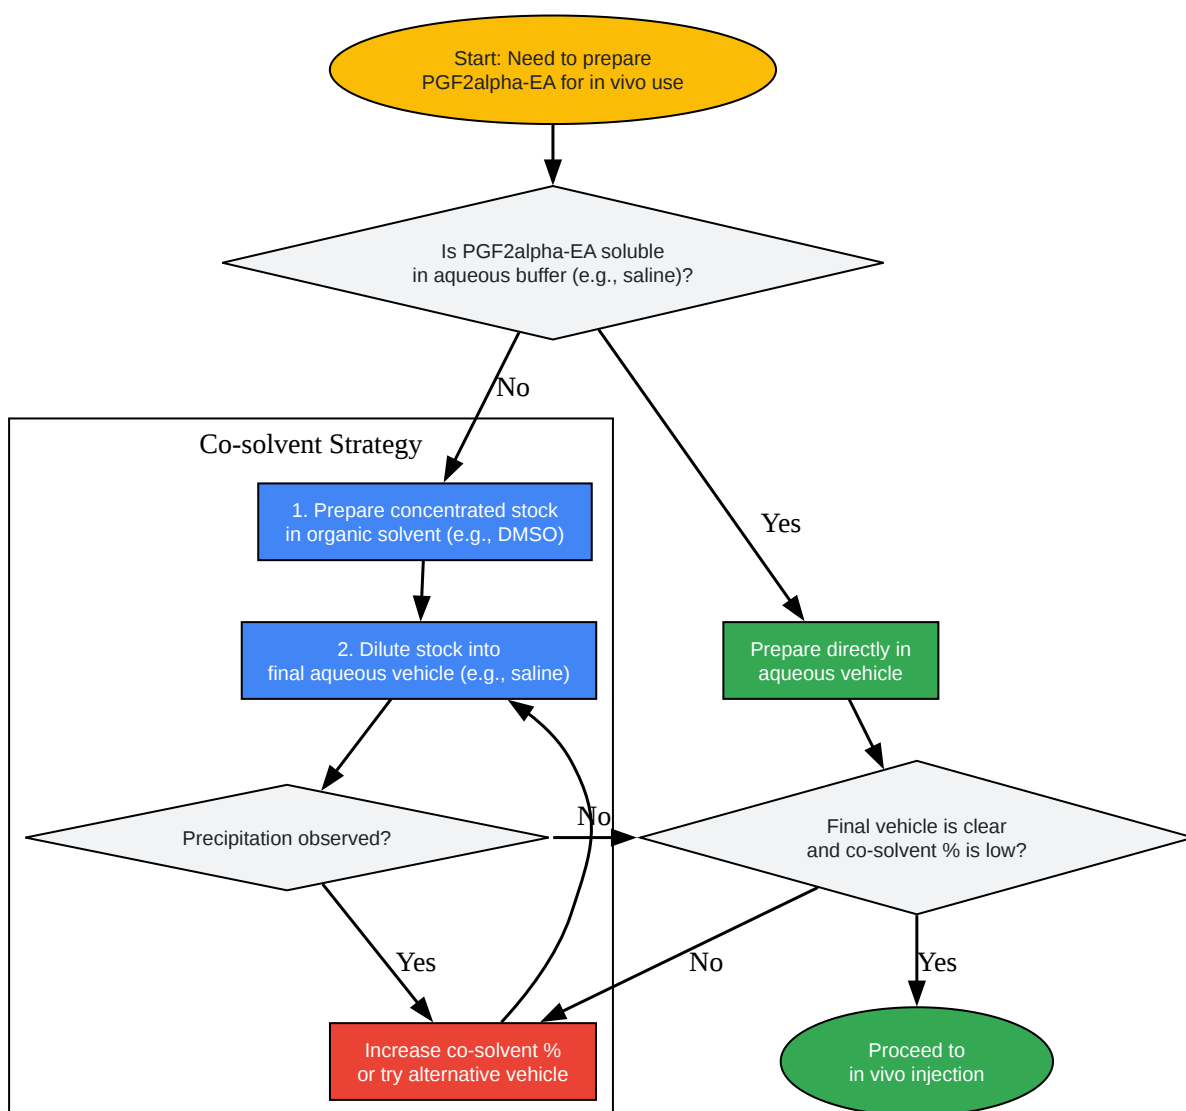 Start: Need to prepare
PGF2alpha-EA for in vivo use
Is PGF2alpha-EA soluble
in aqueous buffer (e.g., saline)?
No
Co-solvent Strategy
1. Prepare concentrated stock
in organic solvent (e.g., DMSO)
Yes
2. Dilute stock into
final aqueous vehicle (e.g., saline)
Prepare directly in
aqueous vehicle
Precipitation observed?
No
Final vehicle is clear
and co-solvent % is low?
Yes
No
Yes
Increase co-solvent %
or try alternative vehicle
Proceed to
in vivo injection